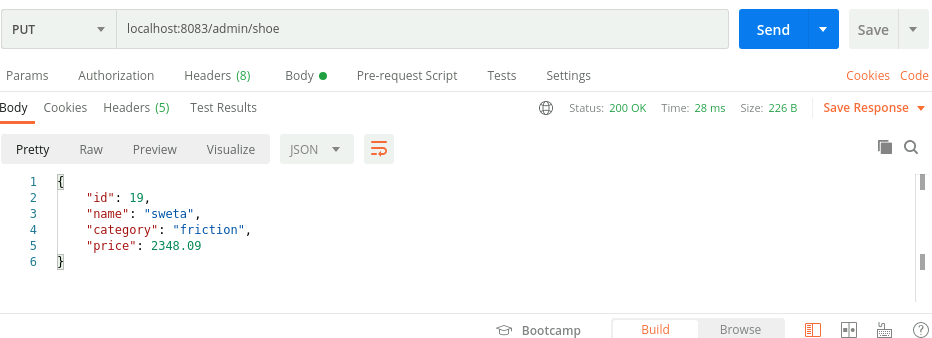 PUT localhost:8083/admin/shoe Send Save
Params Authorization Headers (8) Body Pre-request Script Tests Settings Cookies Code
Body Cookies Headers (5) Test Results Status: 200 OK Time: 28 ms Size: 226 B Save Response
Pretty Raw Preview Visualize JSON
1 {
2 "id": 19,
3 "name": "sweta",
4 "category": "friction",
5 "price": 2348.09
6 }
Bootcamp Build Browse ?